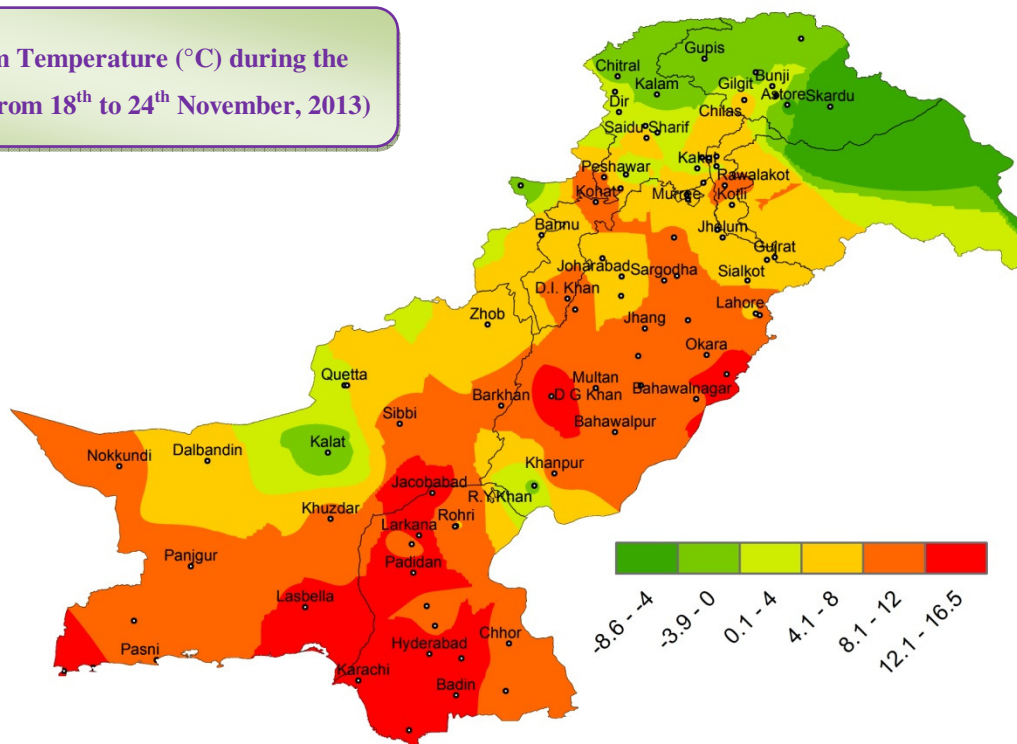 Temperature (°C) during the
from 18th to 24th November, 2013)
Gupis
Chitral
Kalam
Bunji
Gilgit
Dir
Astore
Skardu
Chilas
Saidu Sharif
Peshawar
Rawalakot
Kohat
Murree
Kotli
Bannu
Jhelum
Gujrat
Joharabad
Sargodha
Sialkot
D.I. Khan
Lahore
Zhob
Jhang
Okara
Quetta
Multan
D G Khan
Bahawalnagar
Barkhan
Sibbi
Bahawalpur
Kalat
Dalbandin
Nokkundi
Khanpur
Jacobabad
R.Y.Khan
Khuzdar
Rohri
Larkana
Panjgur
Padidan
Lasbella
Hyderabad
Chhor
Pasni
Karachi
Badin
-8.6 - -4
-3.9 - 0
0.1 - 4
4.1 - 8
8.1 - 12
12.1 - 16.5